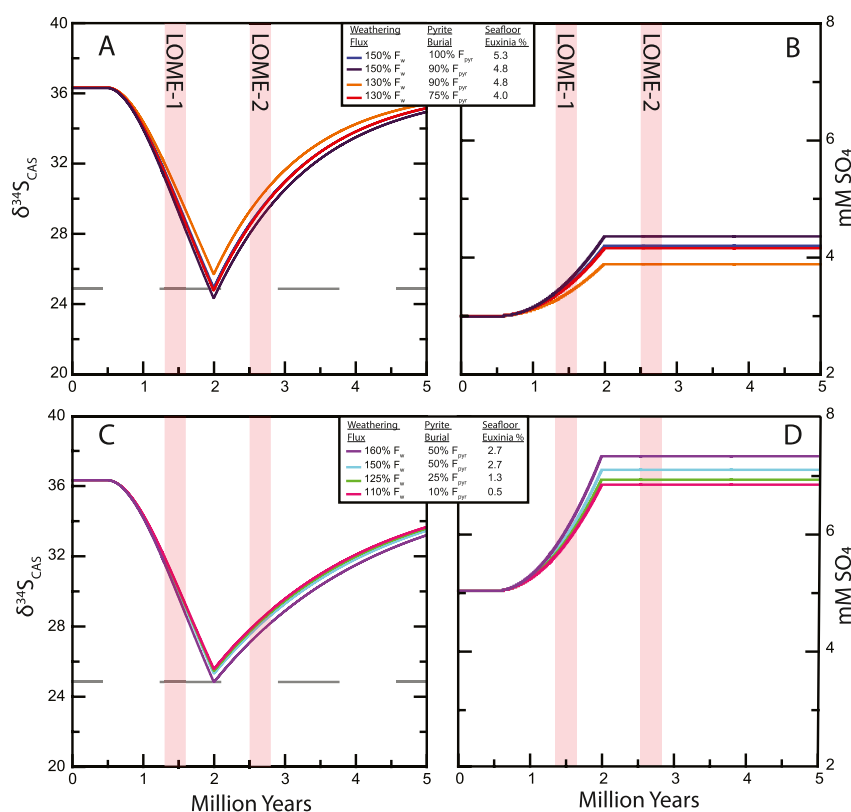 A
B
LOME-1
LOME-2
LOME-1
LOME-2
Weathering Flux Pyrite Burial Seafloor Euxinia %
150% Fw 100% Fpyr 5.3
150% Fw 90% Fpyr 4.8
130% Fw 90% Fpyr 4.8
130% Fw 75% Fpyr 4.0
40
36
32
28
24
20
δ³⁴S CAS
0 1 2 3 4 5
0 1 2 3 4 5
8
6
4
2
mM SO₄
C
D
Weathering Flux Pyrite Burial Seafloor Euxinia %
160% Fw 50% Fpyr 2.7
150% Fw 50% Fpyr 2.7
125% Fw 25% Fpyr 1.3
110% Fw 10% Fpyr 0.5
40
36
32
28
24
20
δ³⁴S CAS
0 1 2 3 4 5
0 1 2 3 4 5
8
6
4
2
mM SO₄
Million Years
Million Years